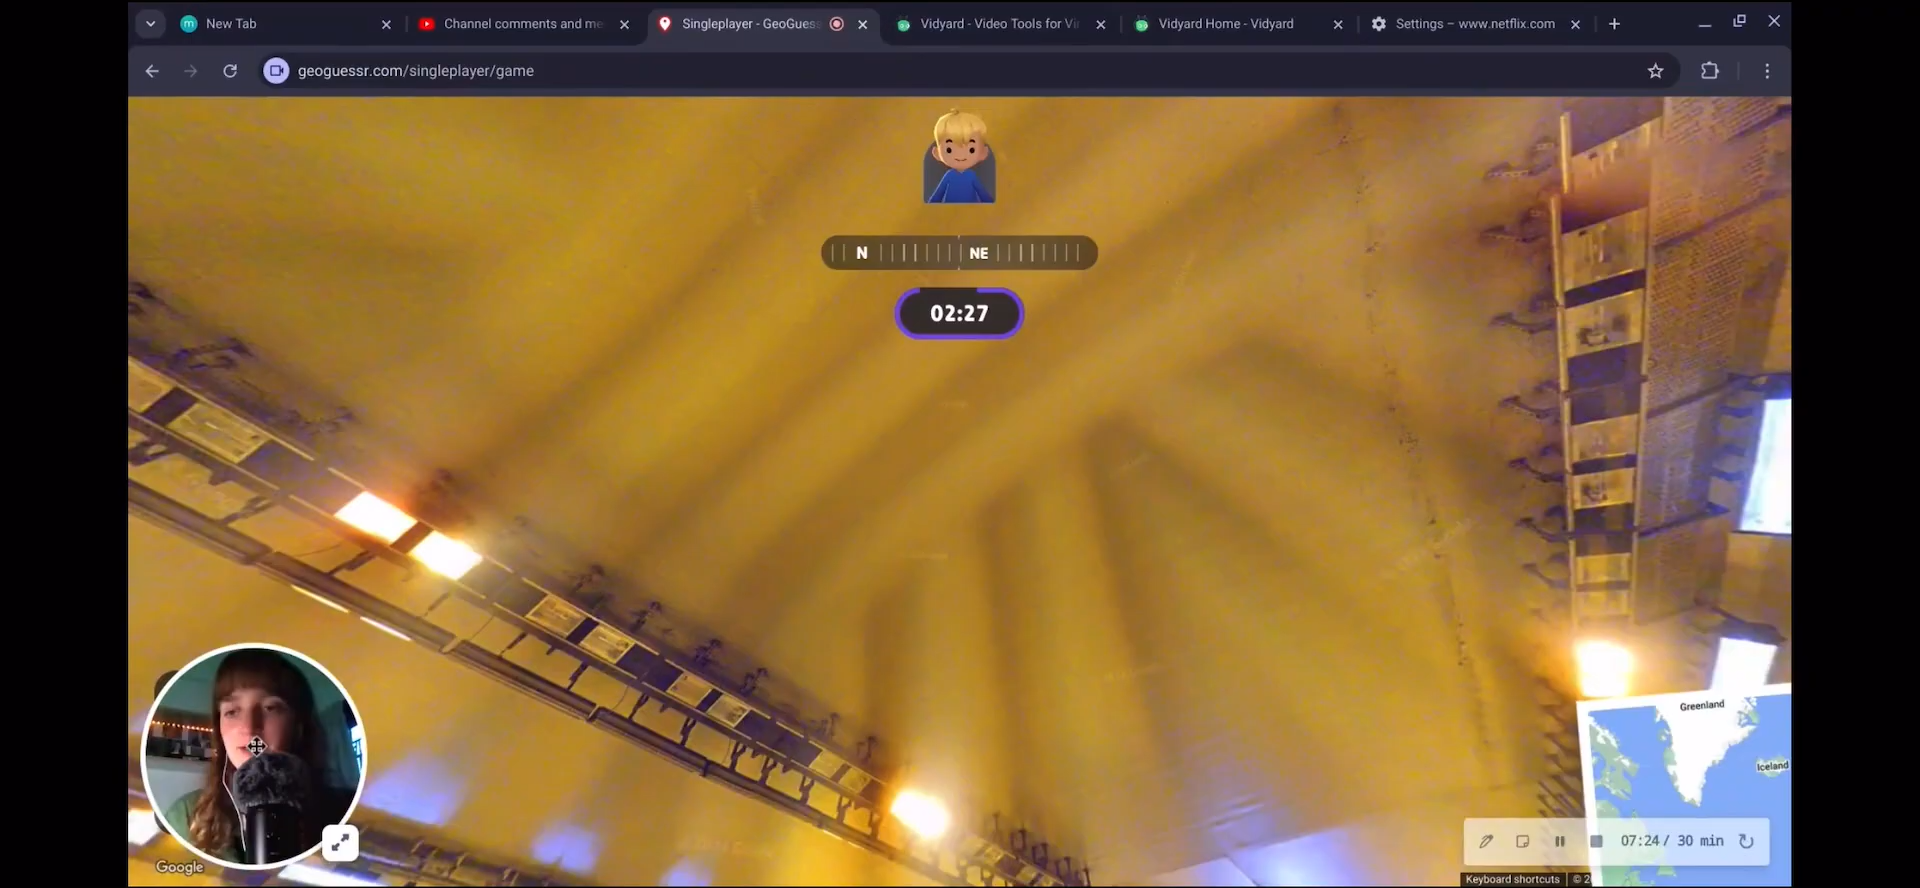 New Tab
Channel comments and me
Singleplayer - GeoGuess
Vidyard - Video Tools for Vi
Vidyard Home - Vidyard
Settings – www.netflix.com
geoguessr.com/singleplayer/game
N NE
02:27
Greenland
Iceland
07:24 / 30 min
Google
Keyboard shortcuts